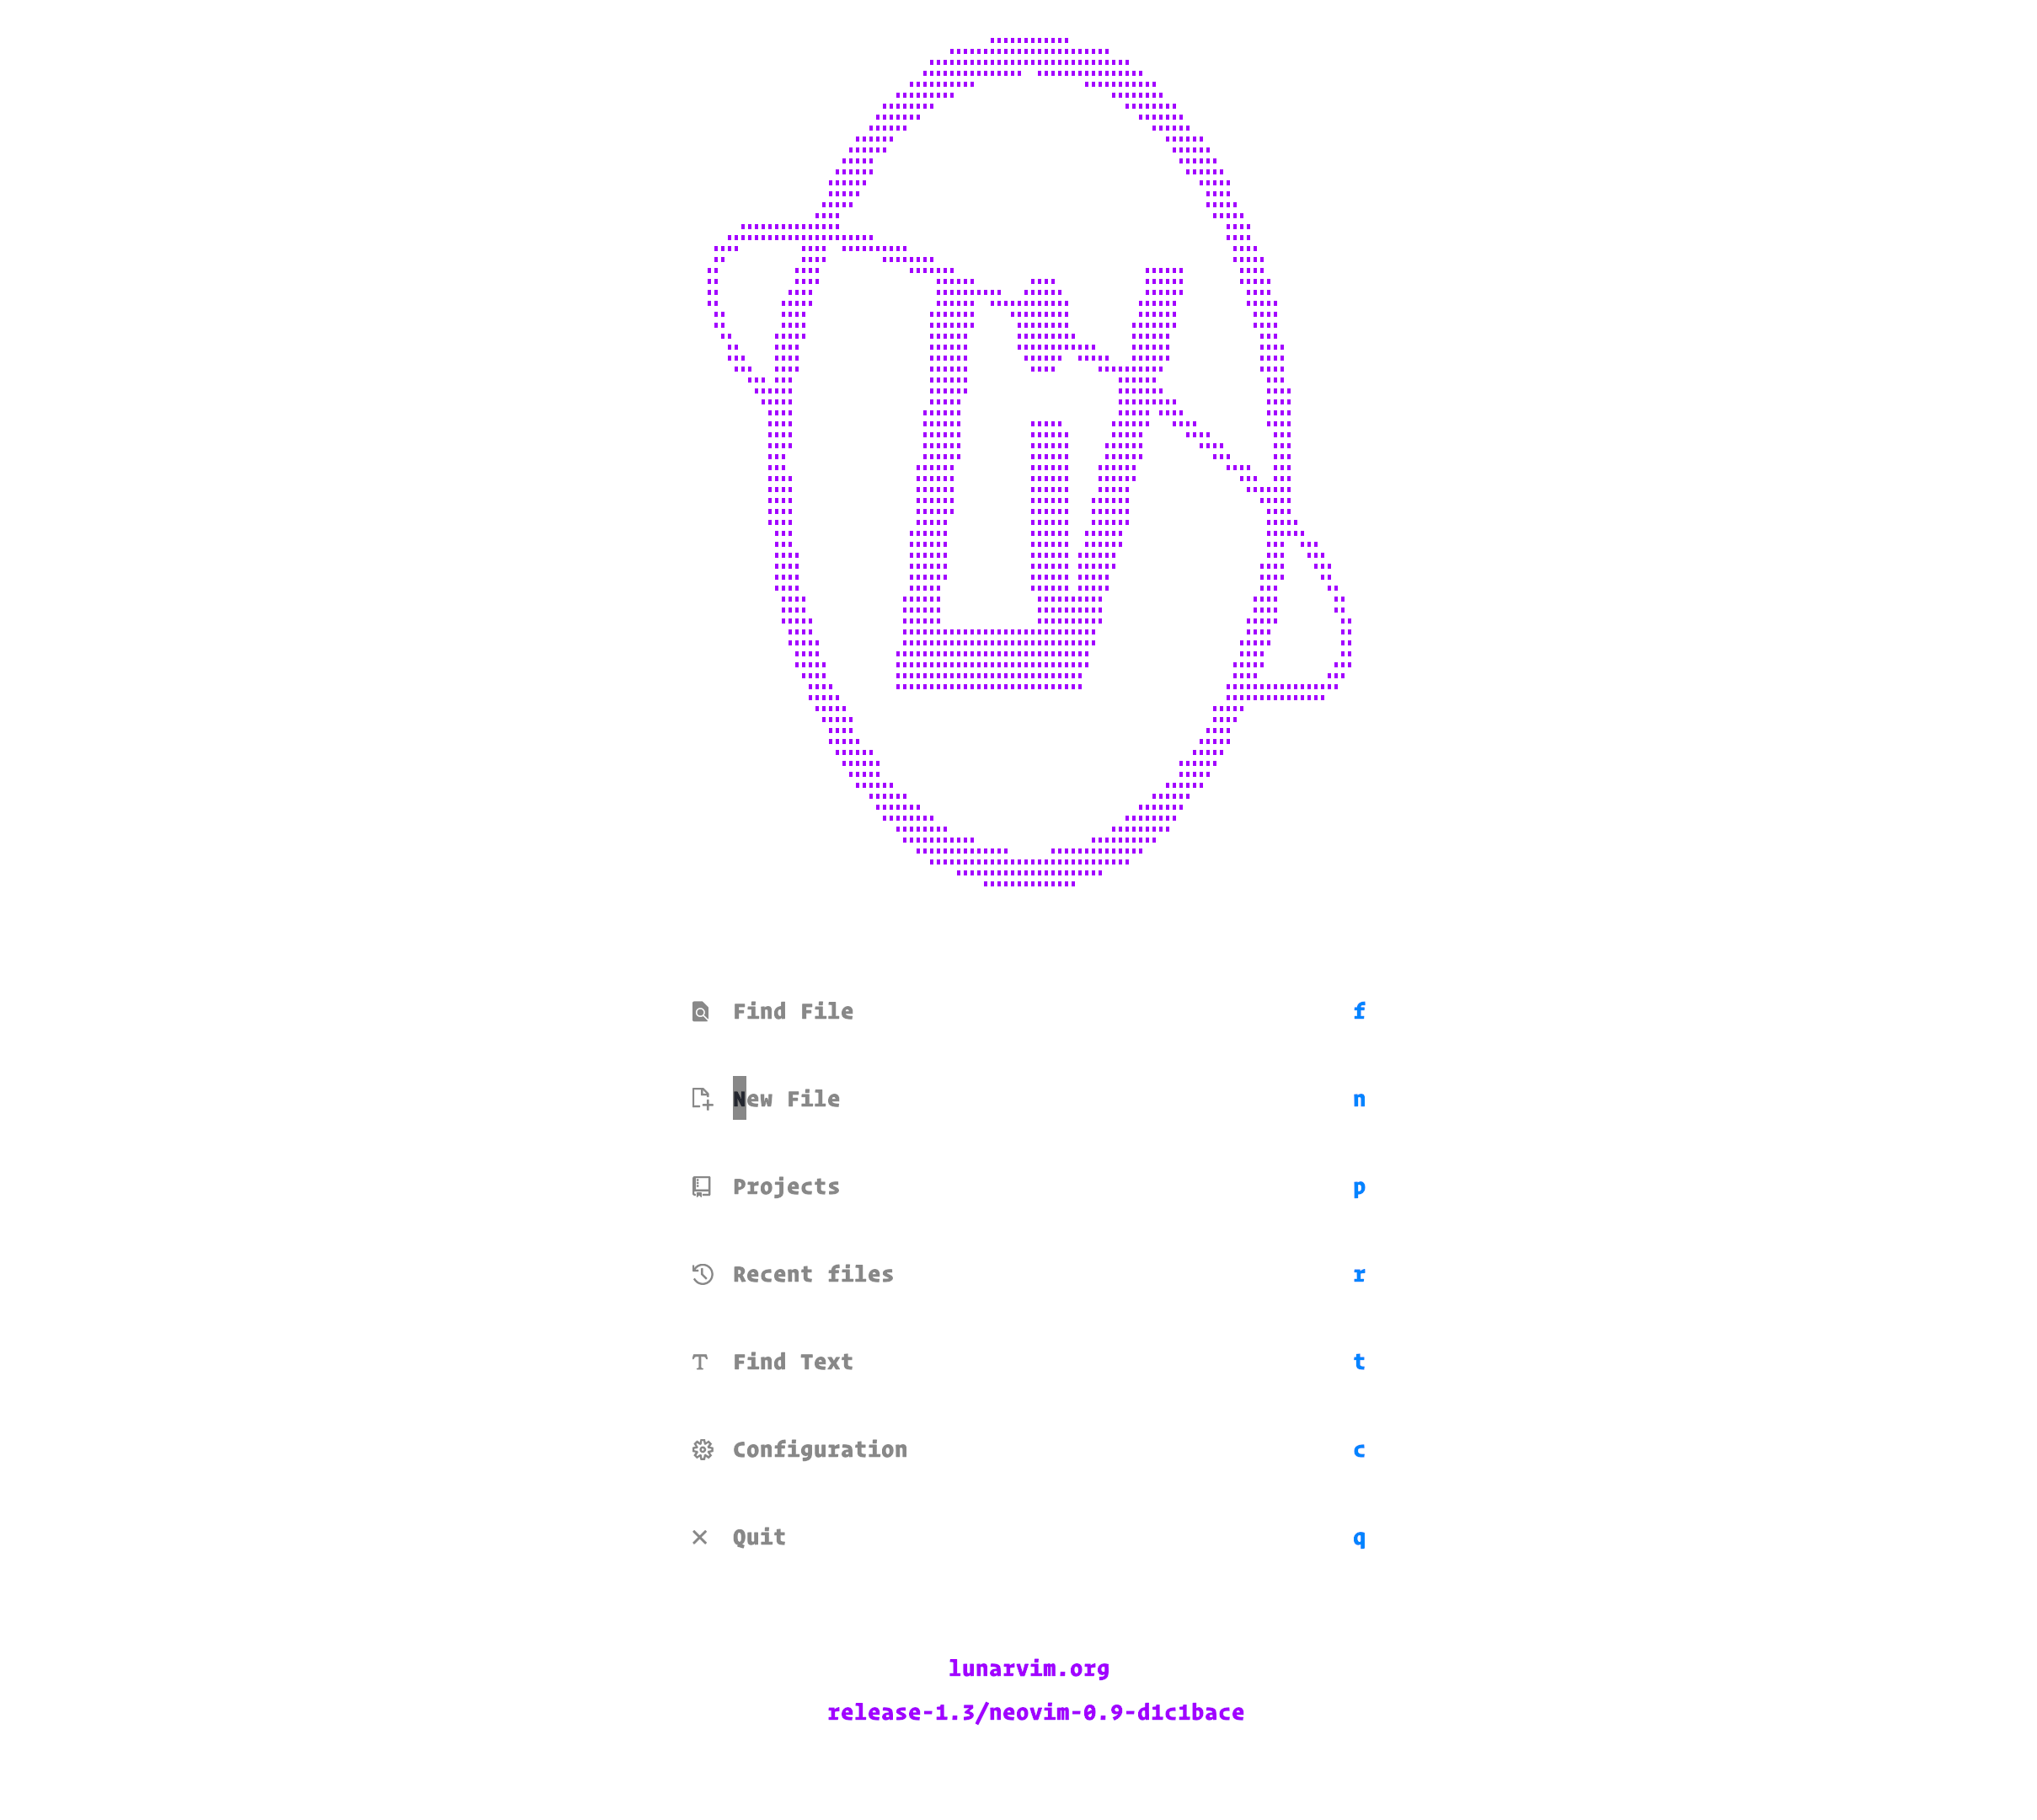 Find File f
New File n
Projects p
Recent files r
Find Text t
Configuration c
Quit q
lunarvim.org
release-1.3/neovim-0.9-d1c1bace